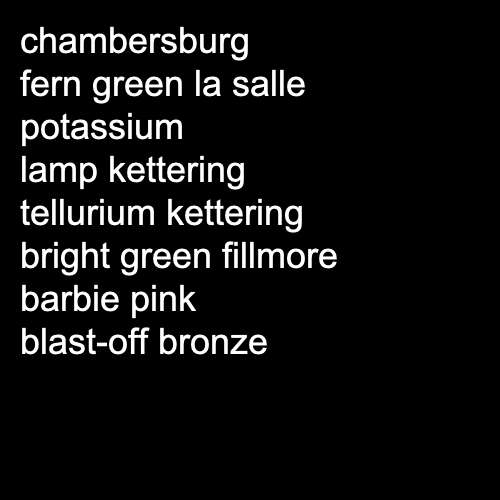 chambersburg
fern green la salle
potassium
lamp kettering
tellurium kettering
bright green fillmore
barbie pink
blast-off bronze